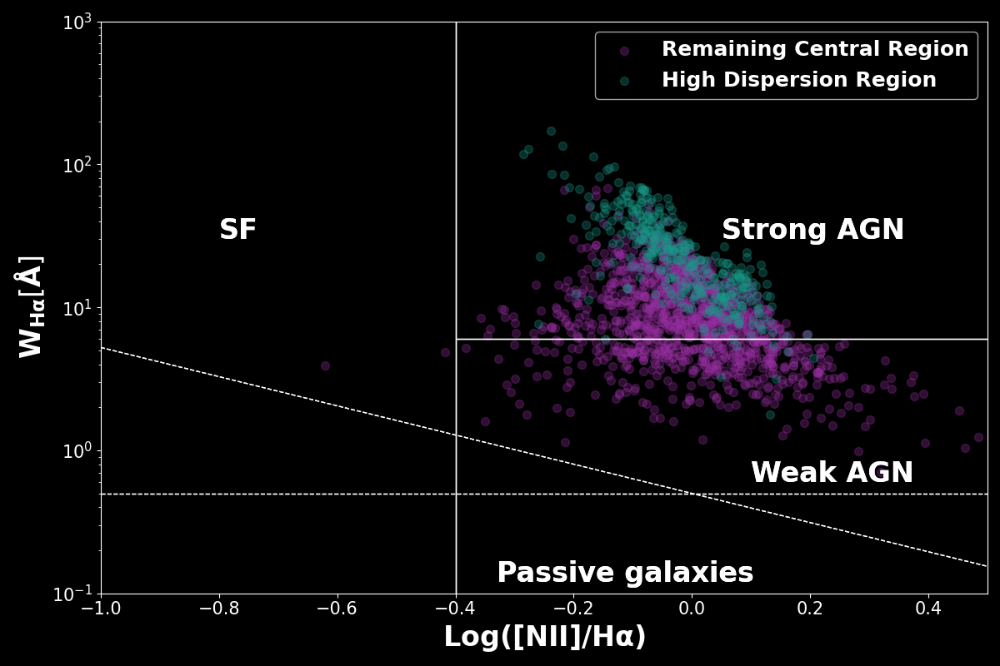 10³
10²
10¹
10⁰
10⁻¹
W_Hα[Å]
Remaining Central Region
High Dispersion Region
SF
Strong AGN
Weak AGN
Passive galaxies
−1.0 −0.8 −0.6 −0.4 −0.2 0.0 0.2 0.4
Log([NII]/Hα)